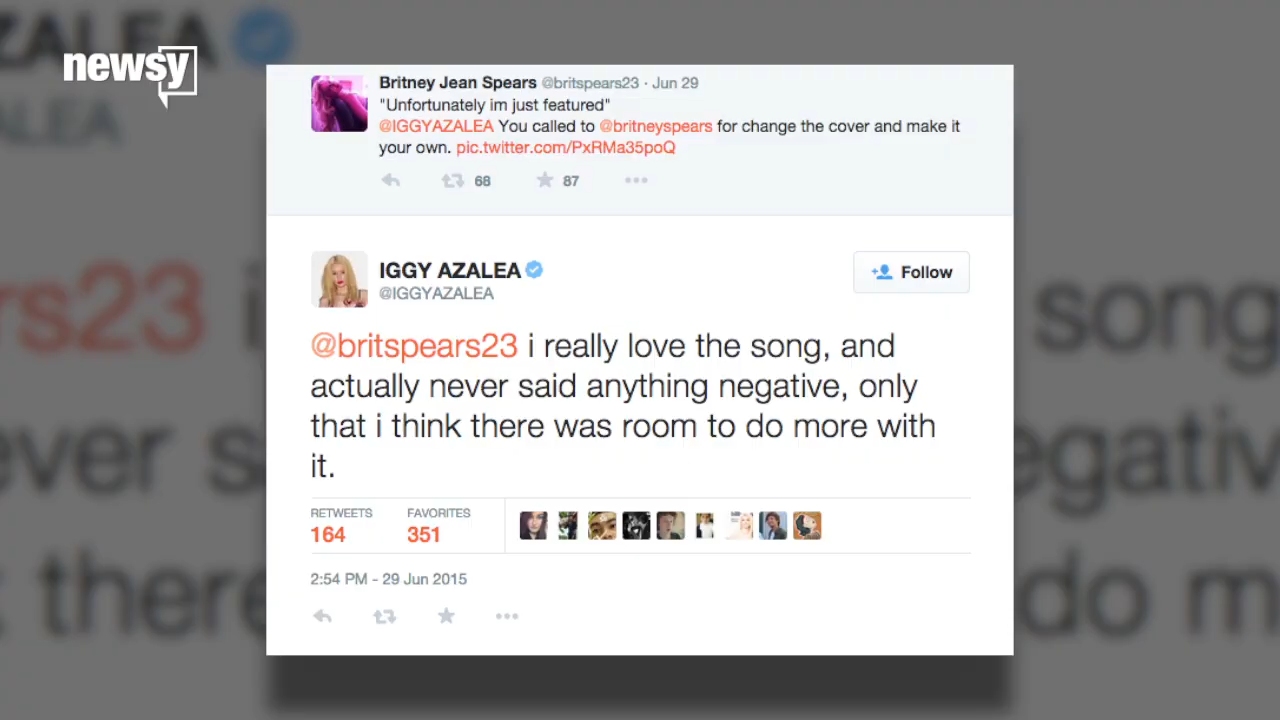 newsy
Britney Jean Spears @britspears23 · Jun 29
"Unfortunately im just featured"
@IGGYAZALEA You called to @britneyspears for change the cover and make it
your own. pic.twitter.com/PxRMa35poQ
68 87
IGGY AZALEA
@IGGYAZALEA
Follow
@britspears23 i really love the song, and
actually never said anything negative, only
that i think there was room to do more with
it.
RETWEETS FAVORITES
164 351
2:54 PM - 29 Jun 2015